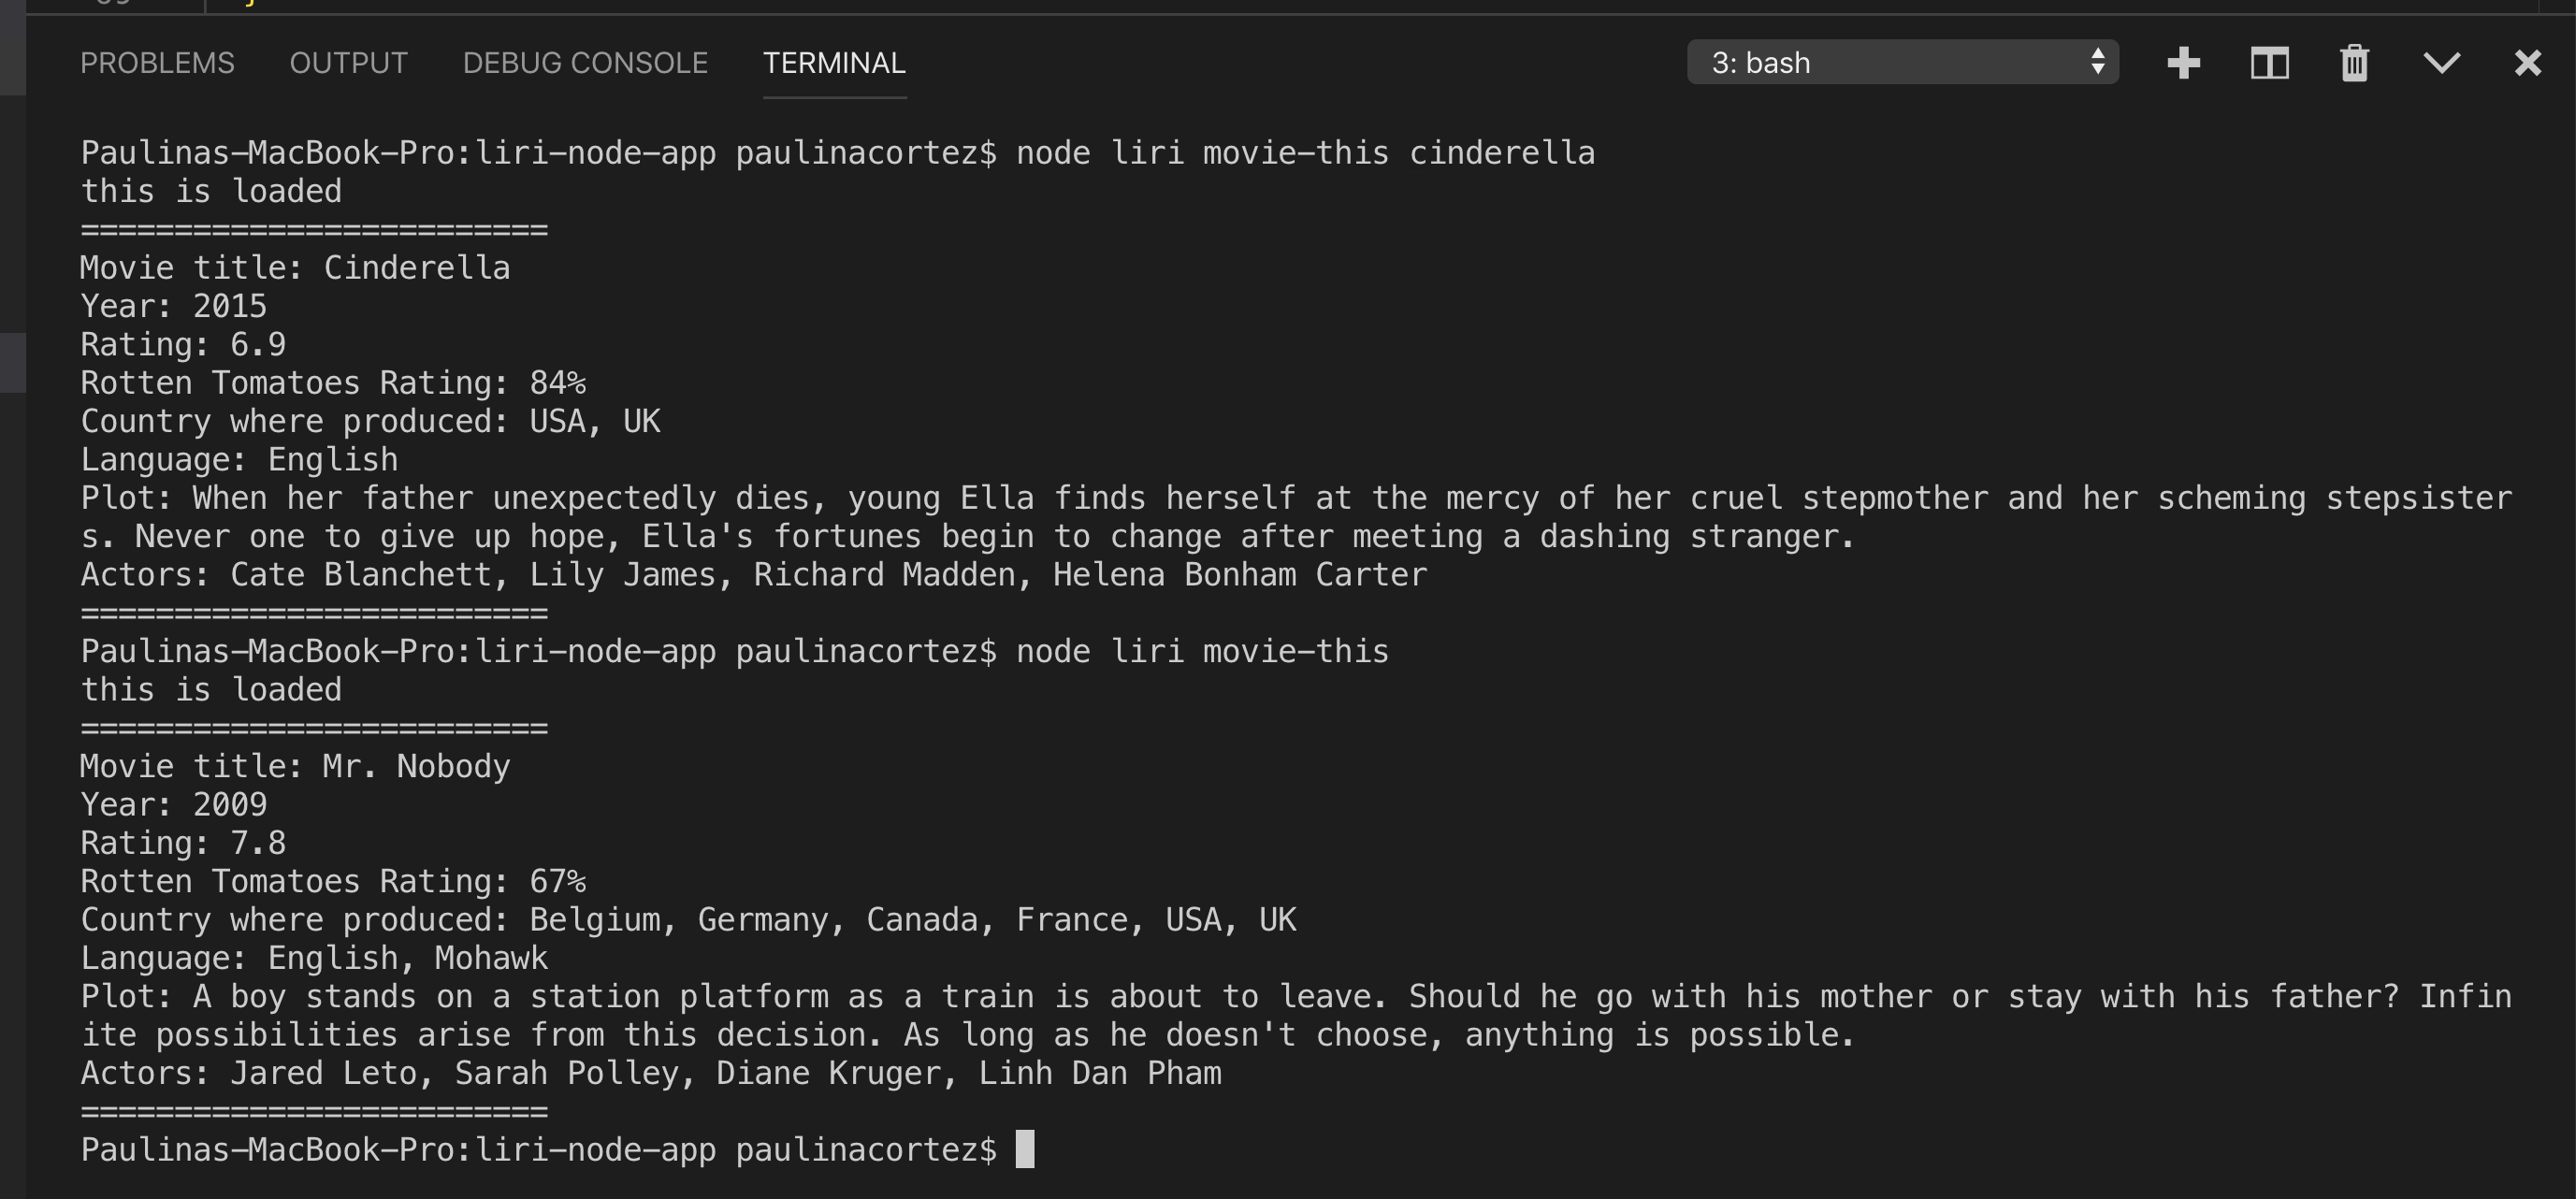 PROBLEMS OUTPUT DEBUG CONSOLE TERMINAL 3: bash
Paulinas-MacBook-Pro:liri-node-app paulinacortez$ node liri movie-this cinderella
this is loaded
=========================
Movie title: Cinderella
Year: 2015
Rating: 6.9
Rotten Tomatoes Rating: 84%
Country where produced: USA, UK
Language: English
Plot: When her father unexpectedly dies, young Ella finds herself at the mercy of her cruel stepmother and her scheming stepsister
s. Never one to give up hope, Ella's fortunes begin to change after meeting a dashing stranger.
Actors: Cate Blanchett, Lily James, Richard Madden, Helena Bonham Carter
=========================
Paulinas-MacBook-Pro:liri-node-app paulinacortez$ node liri movie-this
this is loaded
=========================
Movie title: Mr. Nobody
Year: 2009
Rating: 7.8
Rotten Tomatoes Rating: 67%
Country where produced: Belgium, Germany, Canada, France, USA, UK
Language: English, Mohawk
Plot: A boy stands on a station platform as a train is about to leave. Should he go with his mother or stay with his father? Infin
ite possibilities arise from this decision. As long as he doesn't choose, anything is possible.
Actors: Jared Leto, Sarah Polley, Diane Kruger, Linh Dan Pham
=========================
Paulinas-MacBook-Pro:liri-node-app paulinacortez$